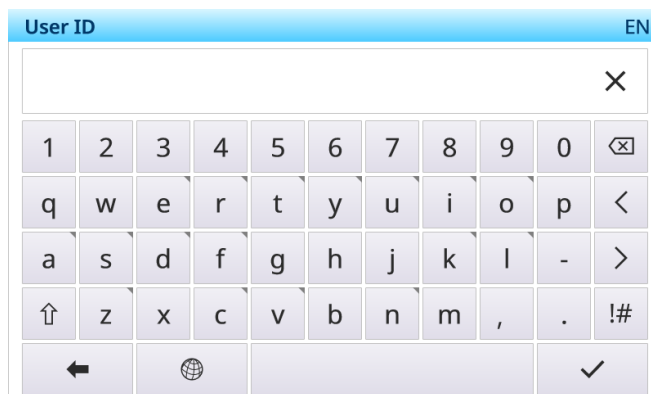 User ID EN
1 2 3 4 5 6 7 8 9 0
q w e r t y u i o p
a s d f g h j k l -
z x c v b n m , . !#